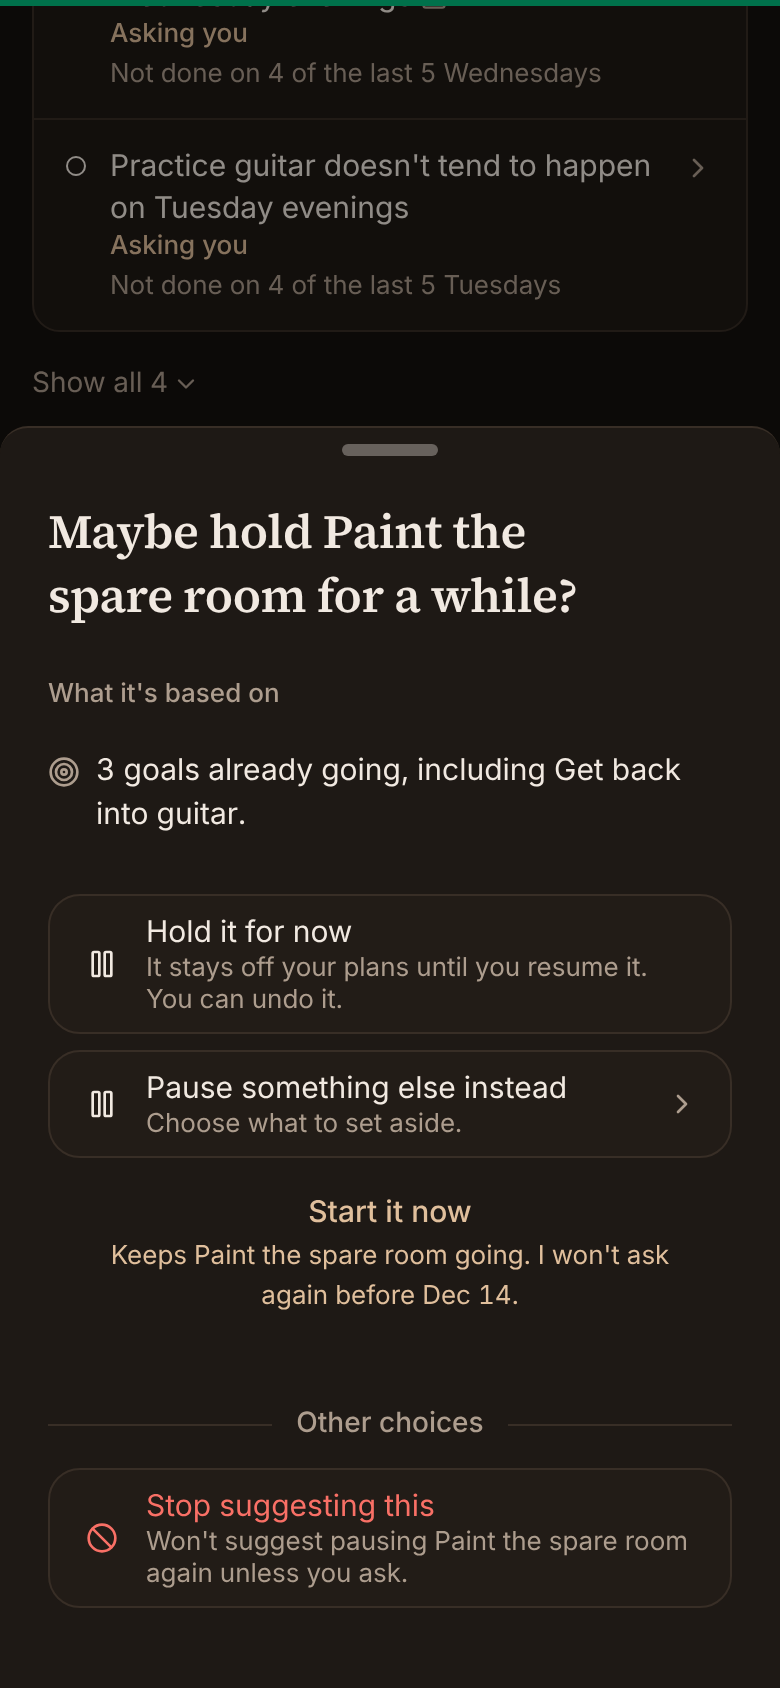 Asking you
Not done on 4 of the last 5 Wednesdays
Practice guitar doesn't tend to happen
on Tuesday evenings
Asking you
Not done on 4 of the last 5 Tuesdays
Show all 4
Maybe hold Paint the
spare room for a while?
What it's based on
3 goals already going, including Get back
into guitar.
Hold it for now
It stays off your plans until you resume it.
You can undo it.
Pause something else instead
Choose what to set aside.
Start it now
Keeps Paint the spare room going. I won't ask
again before Dec 14.
Other choices
Stop suggesting this
Won't suggest pausing Paint the spare room
again unless you ask.